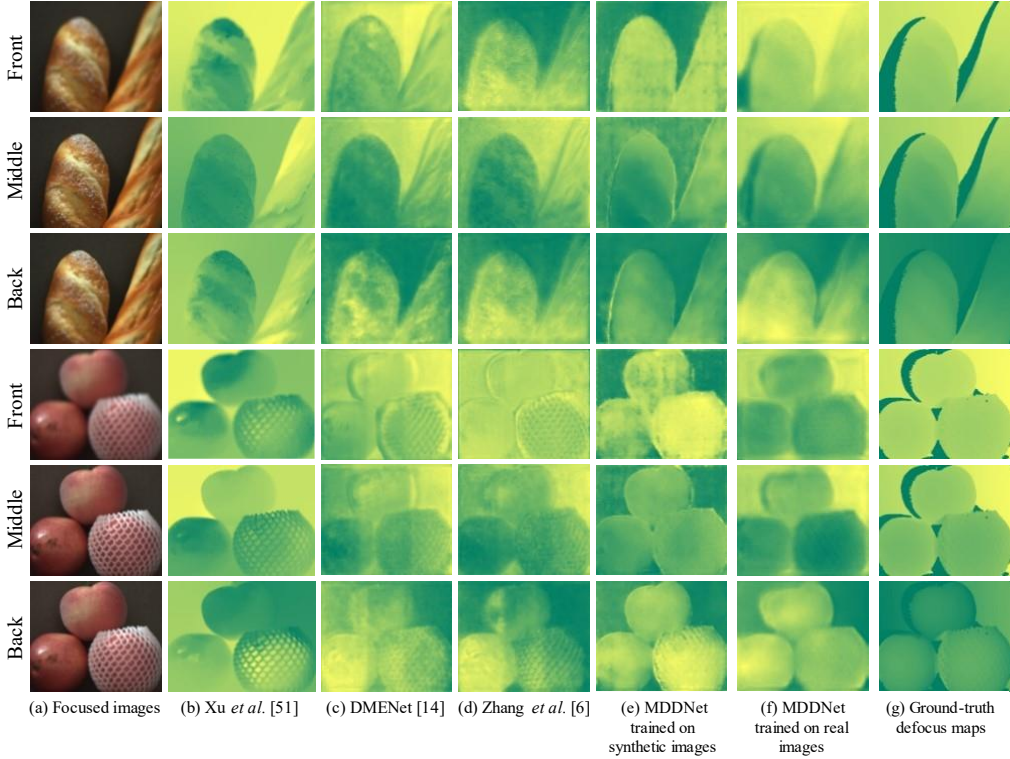 Front
Middle
Back
Front
Middle
Back
(a) Focused images
(b) Xu et al. [51]
(c) DMENet [14]
(d) Zhang et al. [6]
(e) MDDNet
trained on
synthetic images
(f) MDDNet
trained on real
images
(g) Ground-truth
defocus maps